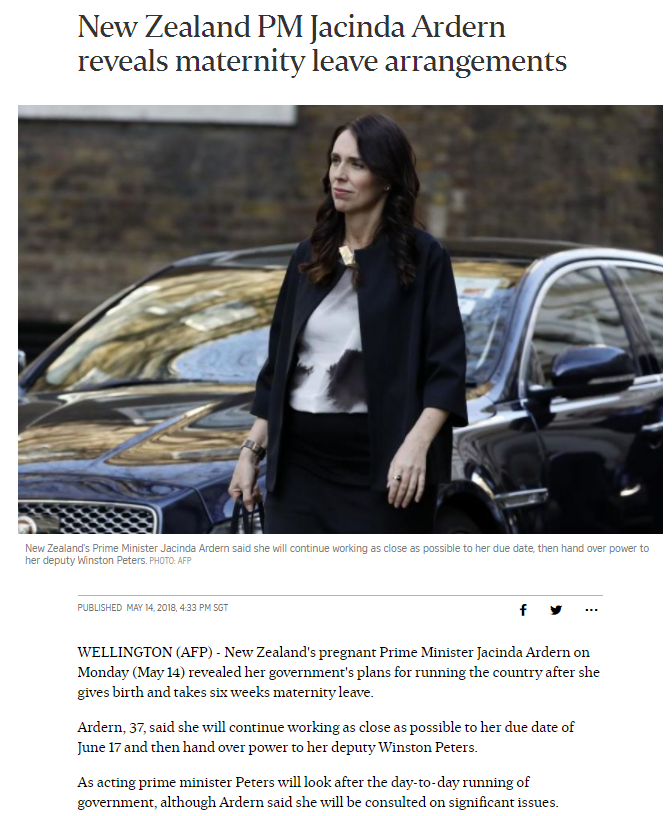 New Zealand PM Jacinda Ardern
reveals maternity leave arrangements
New Zealand's Prime Minister Jacinda Ardern said she will continue working as close as possible to her due date, then hand over power to
her deputy Winston Peters. PHOTO: AFP
PUBLISHED MAY 14, 2018, 4:33 PM SGT
WELLINGTON (AFP) - New Zealand's pregnant Prime Minister Jacinda Ardern on
Monday (May 14) revealed her government's plans for running the country after she
gives birth and takes six weeks maternity leave.
Ardern, 37, said she will continue working as close as possible to her due date of
June 17 and then hand over power to her deputy Winston Peters.
As acting prime minister Peters will look after the day-to-day running of
government, although Ardern said she will be consulted on significant issues.